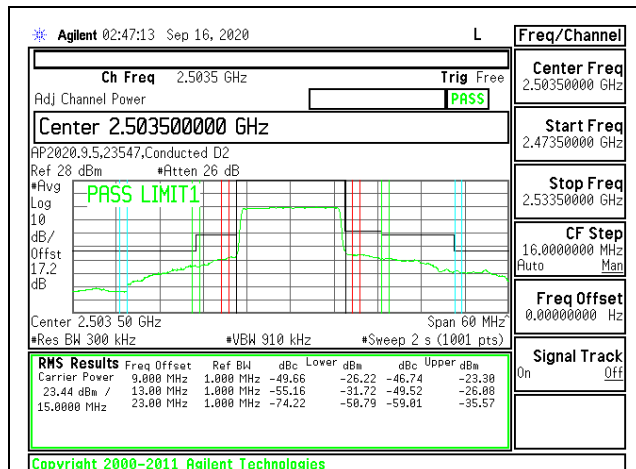 Agilent 02:47:13 Sep 16, 2020 L
Freq/Channel
Ch Freq 2.5035 GHz Trig Free
Adj Channel Power PASS
Center 2.503500000 GHz
AP2020.9.5,23547,Conducted D2
Ref 28 dBm #Atten 26 dB
#Avg
Log
10
dB/
Offst
17.2
dB
PASS LIMIT1
Center 2.503 50 GHz Span 60 MHz^
#Res BW 300 kHz #VBW 910 kHz #Sweep 2 s (1001 pts)
RMS Results Freq Offset Ref BW dBc Lower dBm dBc Upper dBm
Carrier Power 9.000 MHz 1.000 MHz -49.66 -26.22 -46.74 -23.30
23.44 dBm / 13.00 MHz 1.000 MHz -55.16 -31.72 -49.52 -26.08
15.0000 MHz 23.00 MHz 1.000 MHz -74.22 -50.79 -59.01 -35.57
Center Freq
2.50350000 GHz
Start Freq
2.47350000 GHz
Stop Freq
2.53350000 GHz
CF Step
16.0000000 MHz
Auto Man
Freq Offset
0.00000000 Hz
Signal Track
On Off
Copyright 2000-2011 Agilent Technologies